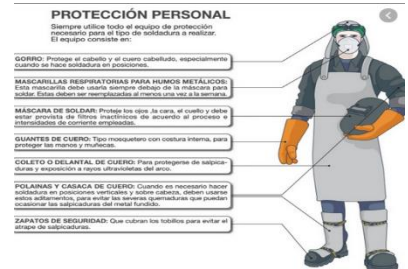 PROTECCIÓN PERSONAL
Siempre utilice todo el equipo de protección
necesario para el tipo de soldadura a realizar.
El equipo consiste en:
GORRO: Protege el cabello y el cuero cabelludo, especialmente
cuando se hace soldadura en posiciones.
MASCARILLAS RESPIRATORIAS PARA HUMOS METÁLICOS:
Esta mascarilla debe usarla siempre debajo de la máscara para
soldar. Estas deben ser reemplazadas al menos una vez a la semana.
MÁSCARA DE SOLDAR: Proteje los ojos ,la cara, el cuello y debe
estar provista de filtros inactínicos de acuerdo al proceso e
intensidades de corriente empleadas.
GUANTES DE CUERO: Tipo mosquetero con costura interna, para
proteger las manos y muñecas.
COLETO O DELANTAL DE CUERO: Para protegerse de salpica-
duras y exposición a rayos ultravioletas del arco.
POLAINAS Y CASACA DE CUERO: Cuando es necesario hacer
soldadura en posiciones verticales y sobre cabeza, deben usarse
estos aditamentos, para evitar las severas quemaduras que puedan
ocasionar las salpicaduras del metal fundido.
ZAPATOS DE SEGURIDAD: Que cubran los tobillos para evitar el
atrape de salpicaduras.